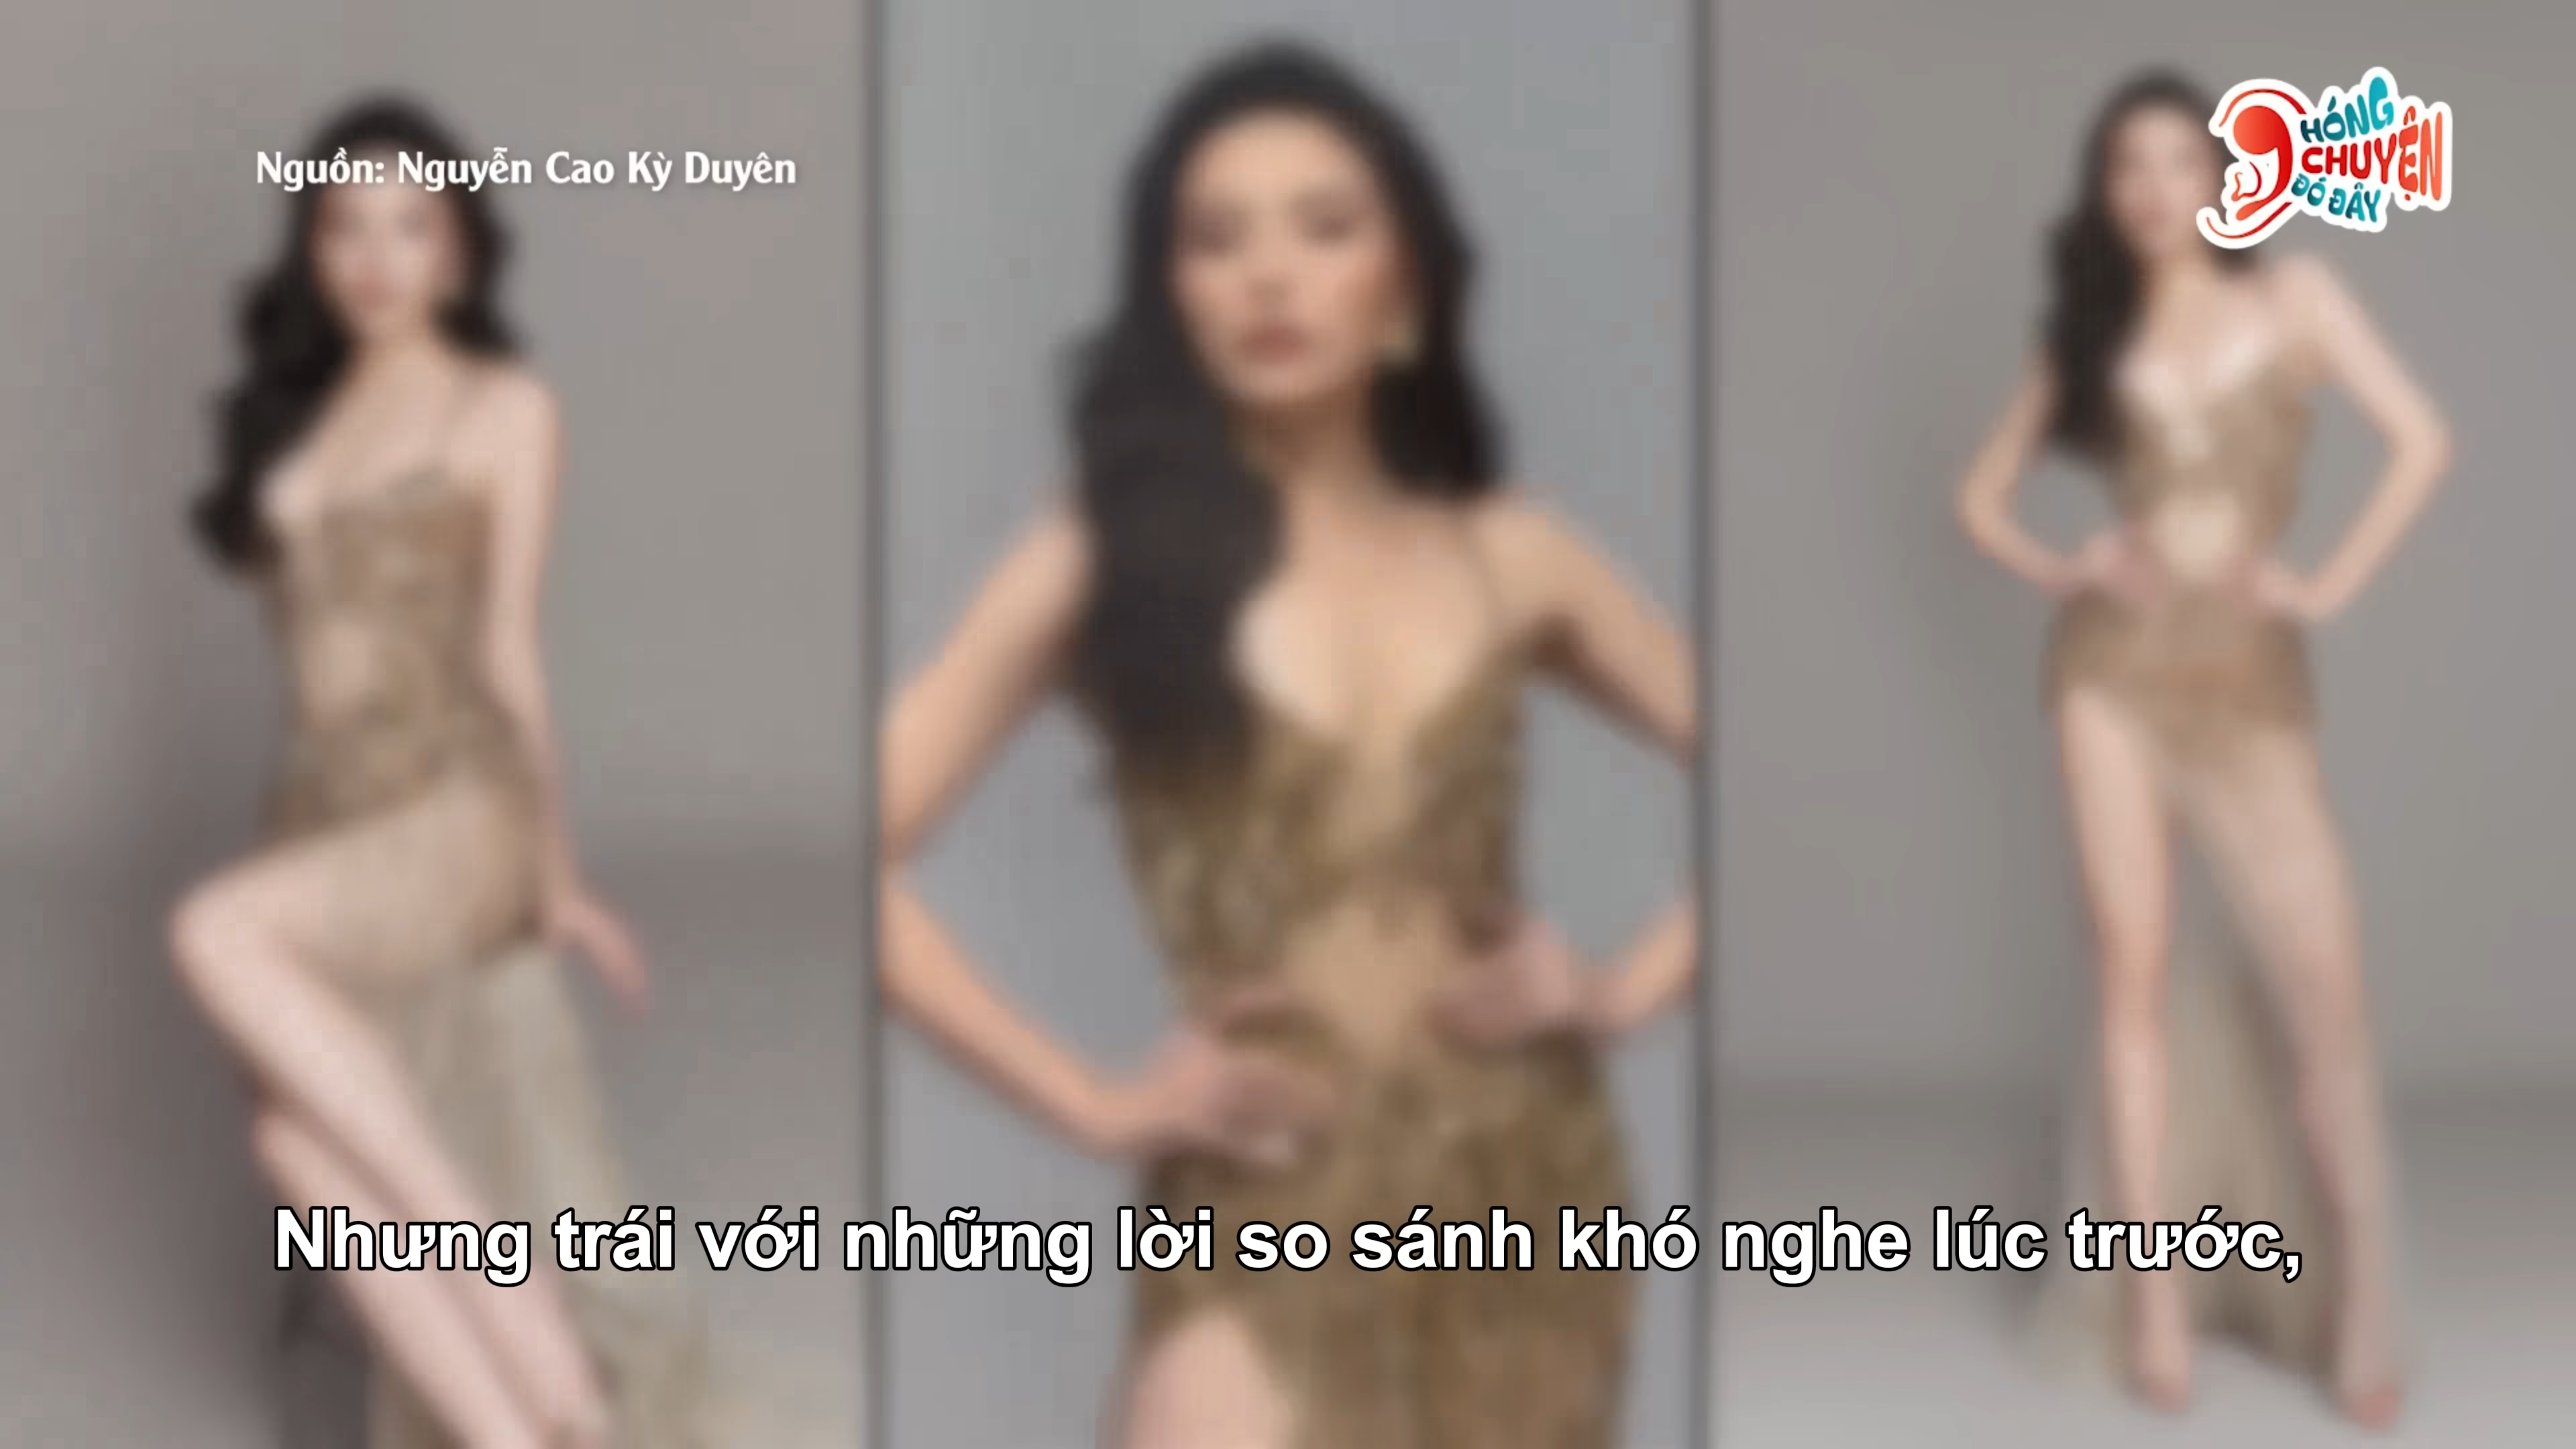 Nguồn: Nguyễn Cao Kỳ Duyên
HÓNG
CHUYỆN
ĐÓ ĐÂY
Nhưng trái với những lời so sánh khó nghe lúc trước,